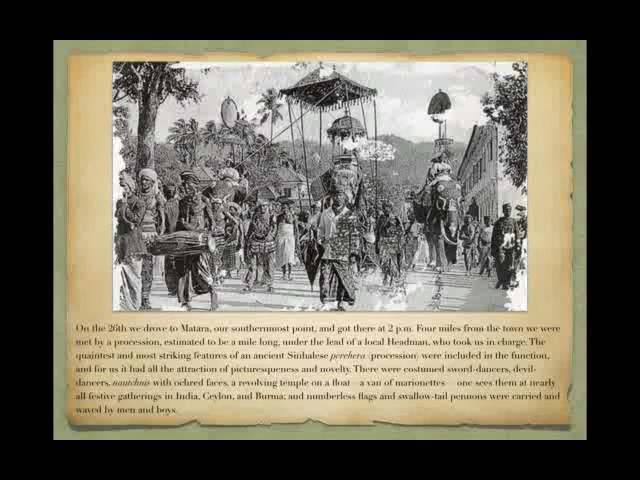 On the 26th we drove to Matara, our southernmost point, and got there at 2 p.m. Four miles from the town we were
met by a procession, estimated to be a mile long, under the lead of a local Headman, who took us in charge. The
quaintest and most striking features of an ancient Sinhalese perehera (procession) were included in the function,
and for us it had all the attraction of picturesqueness and novelty. There were costumed sword-dancers, devil-
dancers, nautchnis with ochred faces, a revolving temple on a float—a van of marionettes— one sees them at nearly
all festive gatherings in India, Ceylon, and Burma; and numberless flags and swallow-tail pennons were carried and
waved by men and boys.